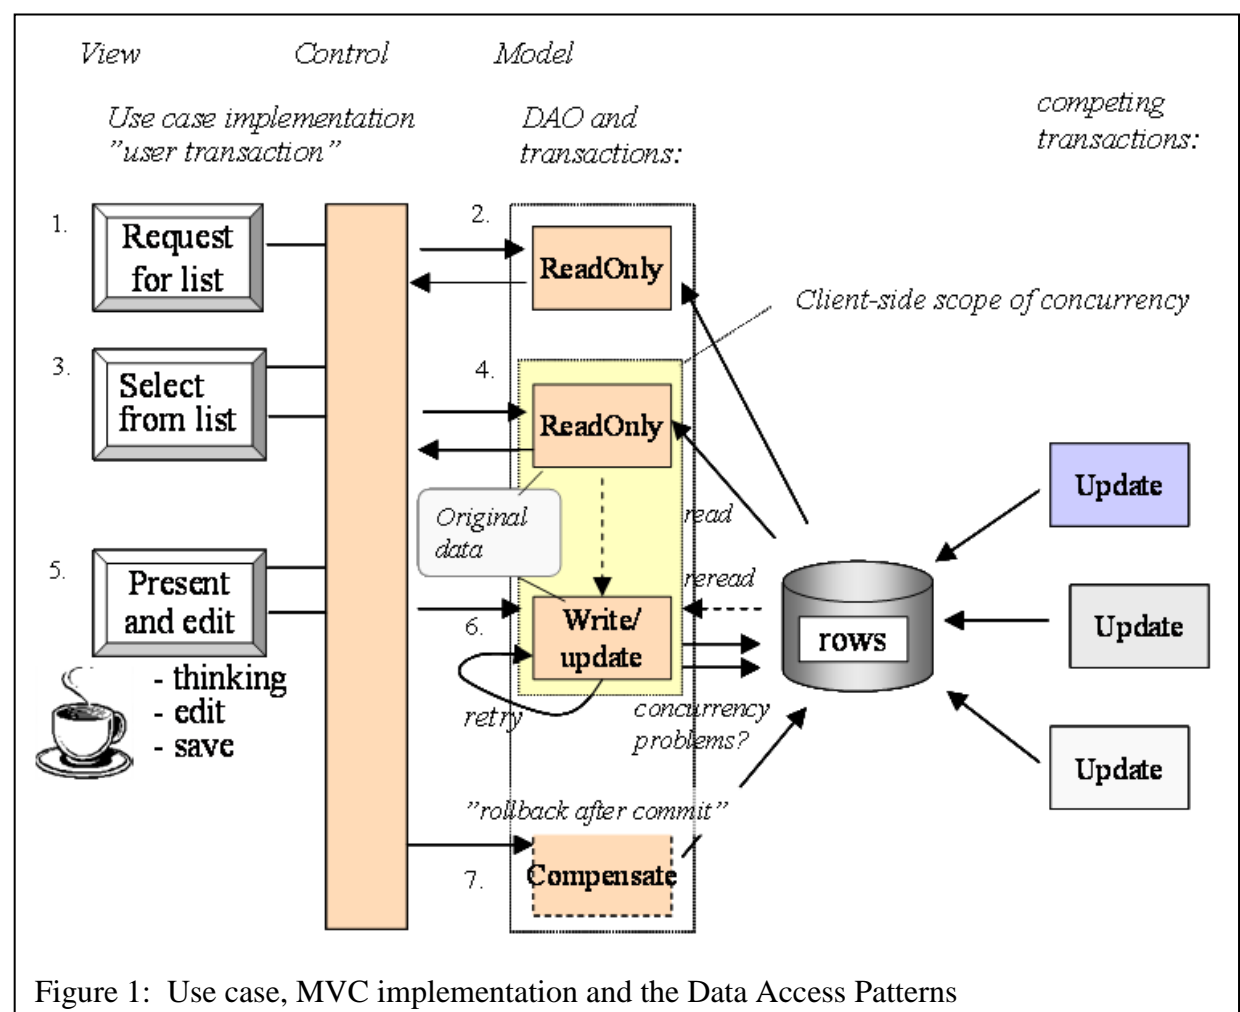 View Control Model
Use case implementation
”user transaction”
DAO and
transactions:
competing
transactions:
1.
Request
for list
2.
ReadOnly
Client-side scope of concurrency
3.
Select
from list
4.
ReadOnly
Original
data
read
reread
5.
Present
and edit
- thinking
- edit
- save
6.
Write/
update
retry
concurrency
problems?
rows
Update
Update
Update
”rollback after commit”
7.
Compensate
Figure 1: Use case, MVC implementation and the Data Access Patterns